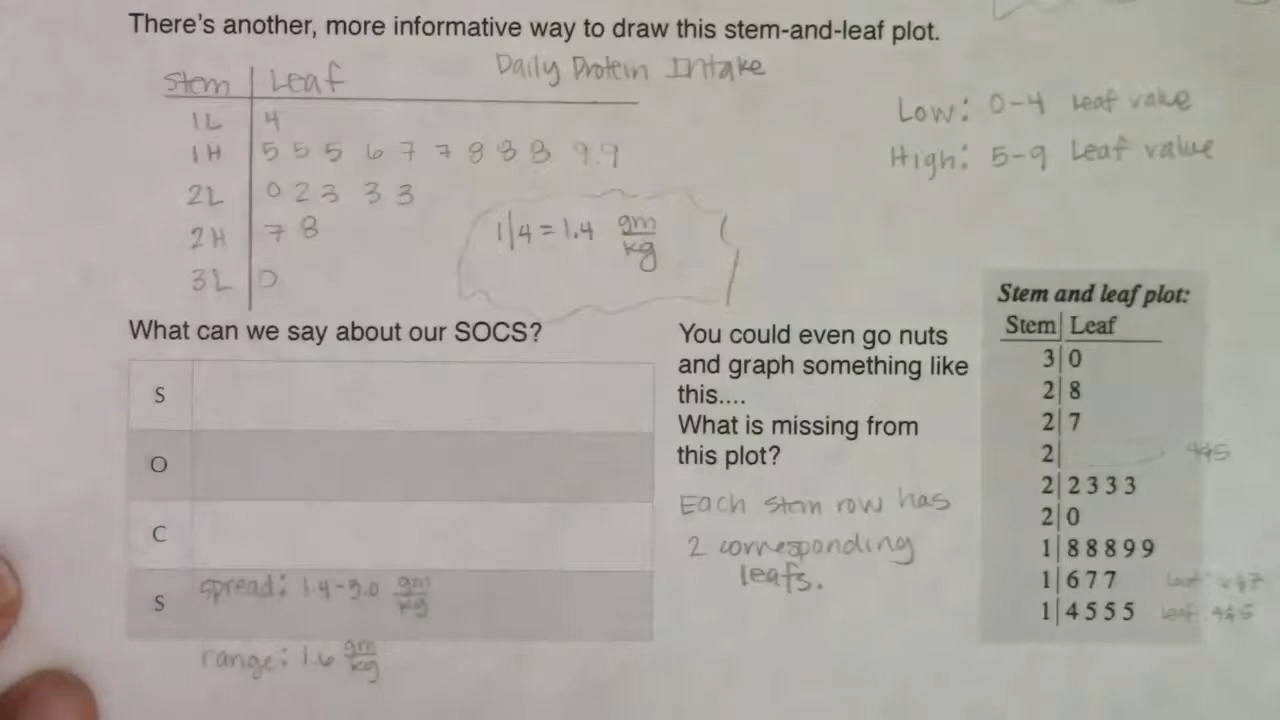 There's another, more informative way to draw this stem-and-leaf plot.
Daily Protein Intake
Stem | Leaf
1L | 4
1H | 5 5 5 6 7 7 8 8 8 9.9
2L | 0 2 3 3 3
2H | 7 8
3L | 0
1|4 = 1.4 gm/kg
Low: 0-4 Leaf value
High: 5-9 Leaf value
What can we say about our SOCS?
S
O
C
S spread: 1.4-3.0 gm/kg
range: 1.6 gm/kg
You could even go nuts
and graph something like
this....
What is missing from
this plot?
Each stem row has
2 corresponding
leafs.
Stem and leaf plot:
Stem | Leaf
3 | 0
2 | 8
2 | 7
2 | 4&5
2 | 2 3 3 3
2 | 0
1 | 8 8 8 9 9
1 | 6 7 7
1 | 4 5 5 5 leaf 4&5